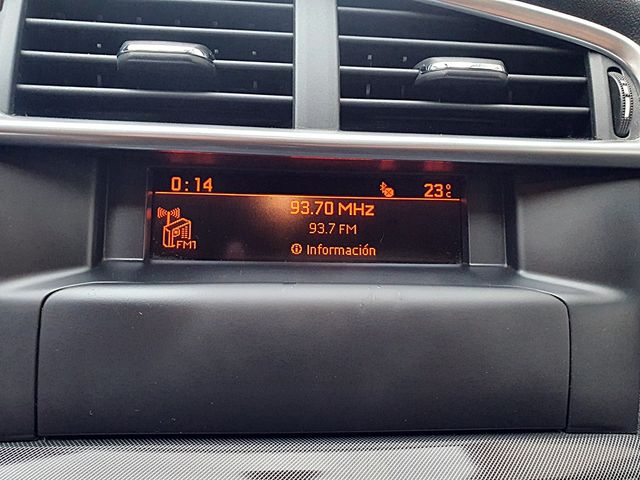 0:14 23°C
93.70 MHz
93.7 FM
FM1
Información